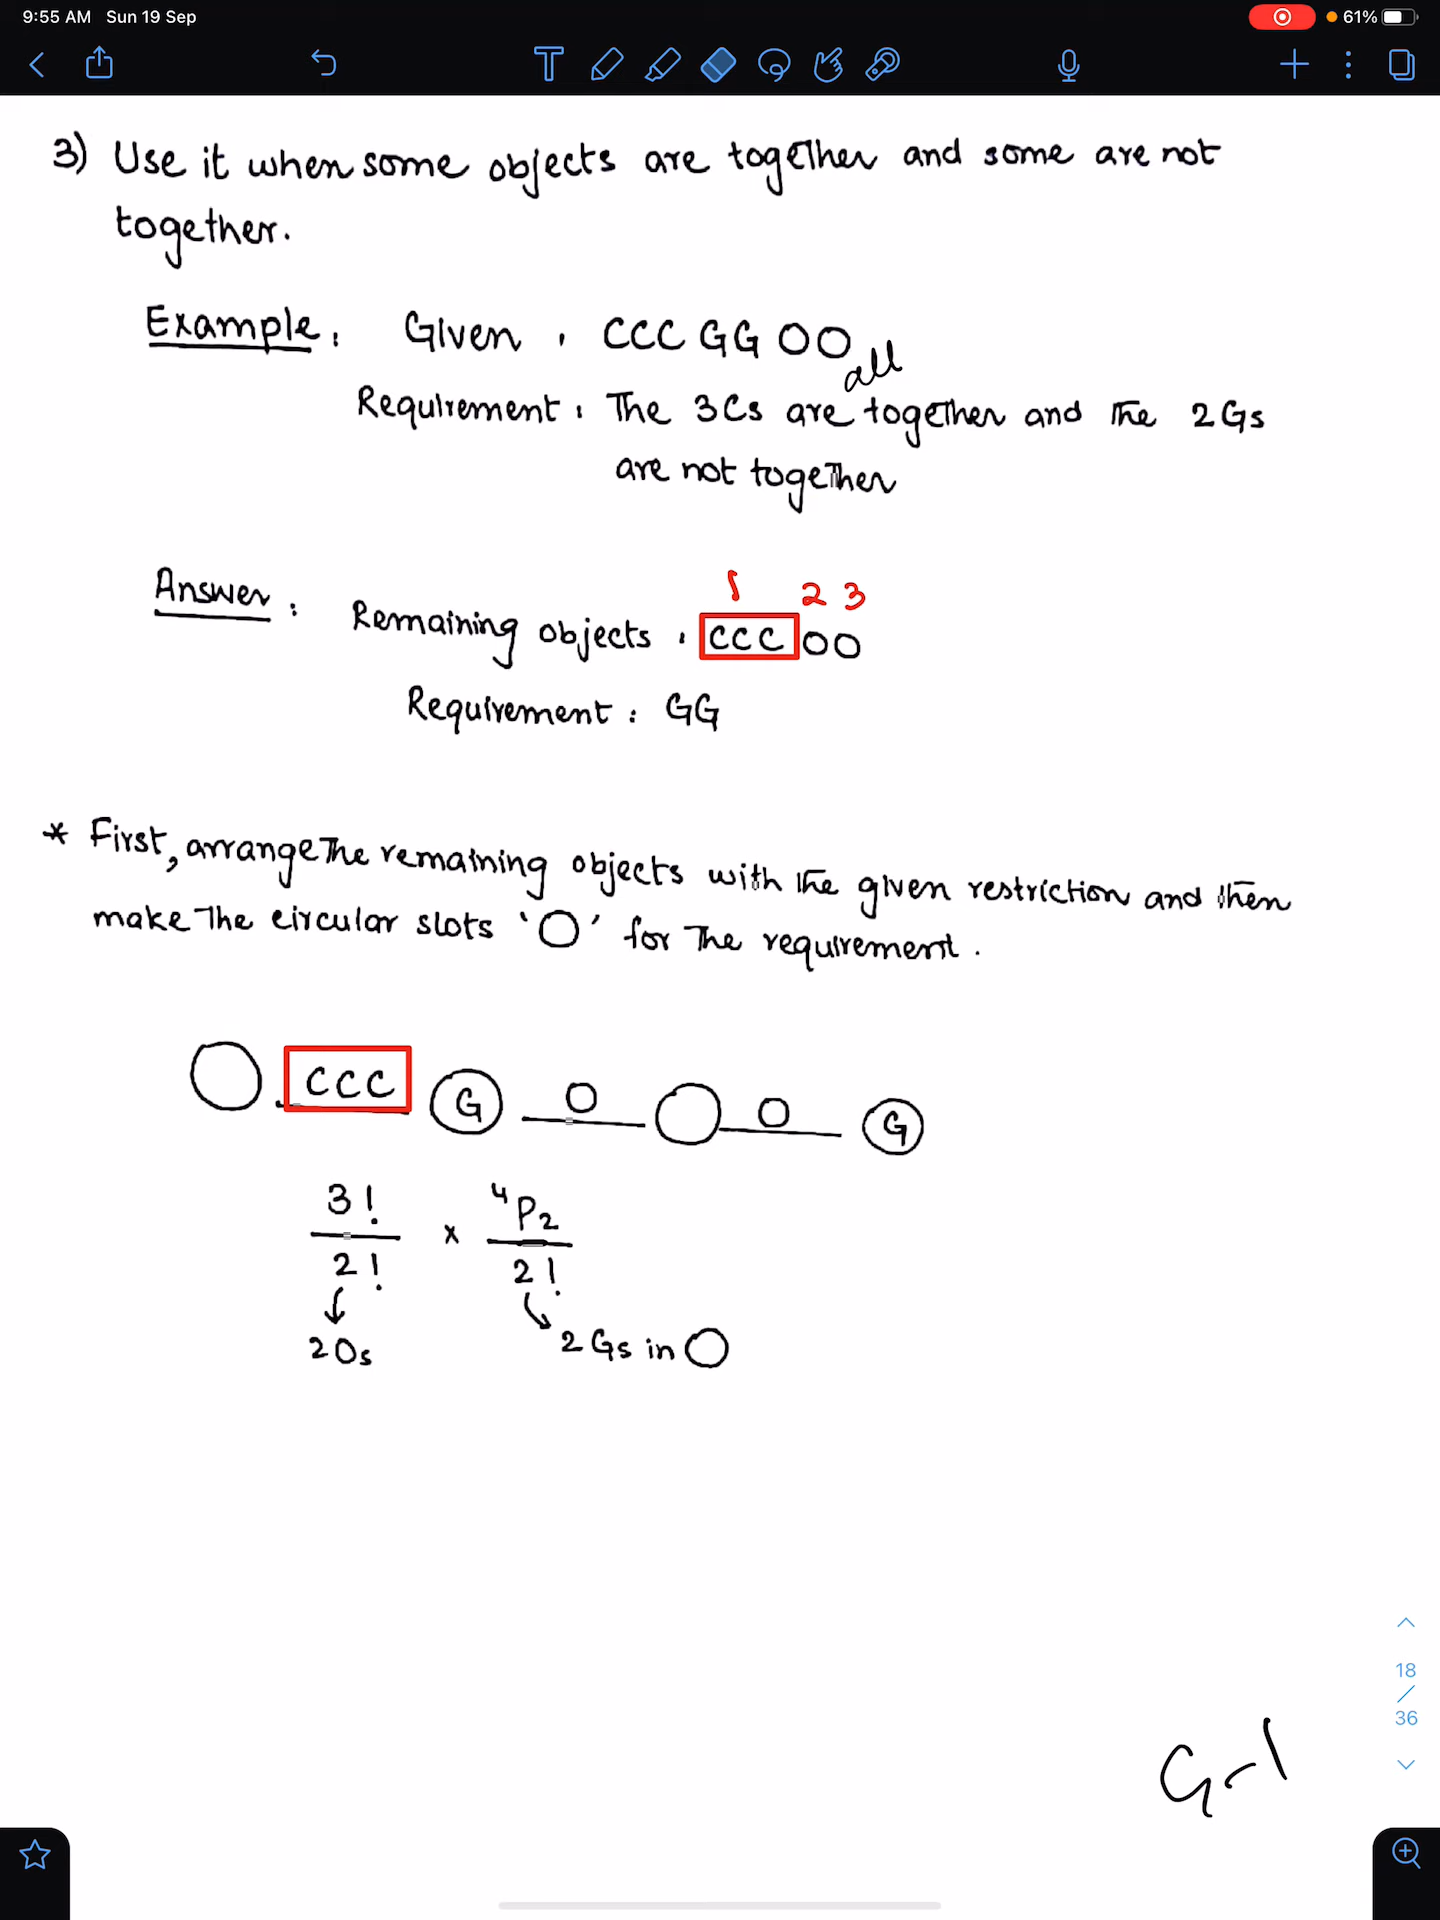 9:55 AM Sun 19 Sep
61%
3) Use it when some objects are together and some are not
together.
Example: Given : CCC GG OO
all
Requirement : The 3Cs are together and the 2Gs
are not together
1 2 3
Answer : Remaining objects : CCC OO
Requirement : GG
* First, arrange the remaining objects with the given restriction and then
make the circular slots 'O' for the requirement.
CCC G O O G
3! / 2! x ⁴P₂ / 2!
2 Os
2 Gs in O
18
/
36
G-1